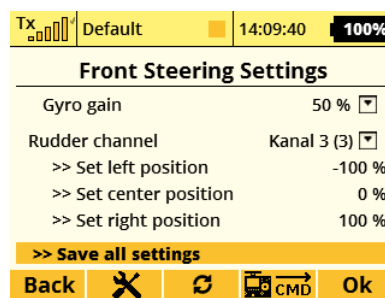 Tx Default 14:09:40 100%
Front Steering Settings
Gyro gain 50 %
Rudder channel Kanal 3 (3)
>> Set left position -100 %
>> Set center position 0 %
>> Set right position 100 %
>> Save all settings
Back CMD Ok